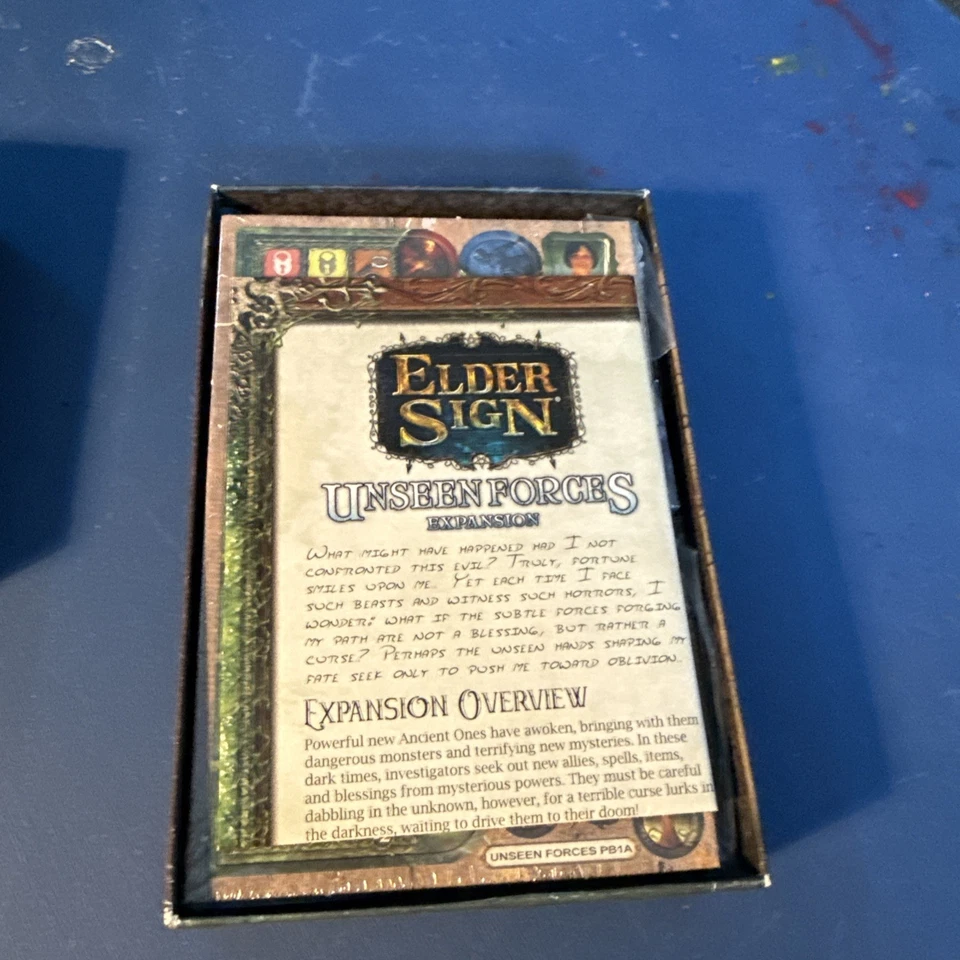 ELDER
SIGN®
UNSEEN FORCES
EXPANSION
WHAT MIGHT HAVE HAPPENED HAD I NOT
CONFRONTED THIS EVIL? TRULY, FORTUNE
SMILES UPON ME. YET EACH TIME I FACE
SUCH BEASTS AND WITNESS SUCH HORRORS, I
WONDER: WHAT IF THE SUBTLE FORCES FORGING
MY PATH ARE NOT A BLESSING, BUT RATHER A
CURSE? PERHAPS THE UNSEEN HANDS SHAPING MY
FATE SEEK ONLY TO PUSH ME TOWARD OBLIVION.
EXPANSION OVERVIEW
Powerful new Ancient Ones have awoken, bringing with them
dangerous monsters and terrifying new mysteries. In these
dark times, investigators seek out new allies, spells, items,
and blessings from mysterious powers. They must be careful
dabbling in the unknown, however, for a terrible curse lurks in
the darkness, waiting to drive them to their doom!
UNSEEN FORCES PB1A